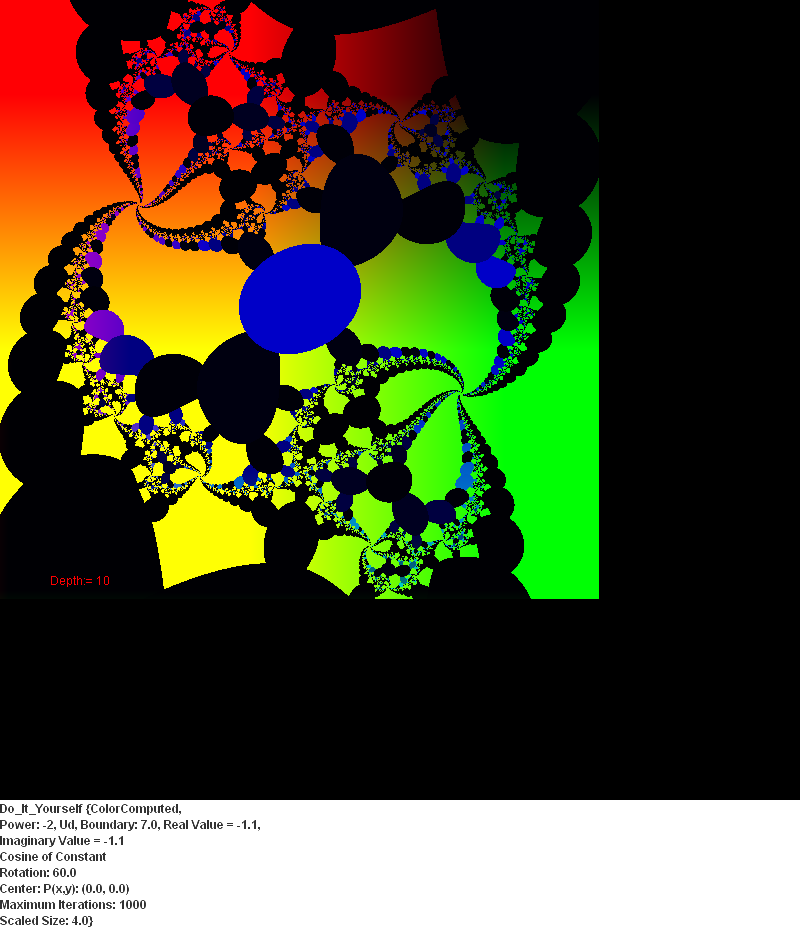 Depth:= 10
Do_It_Yourself {ColorComputed,
Power: -2, Ud, Boundary: 7.0, Real Value = -1.1,
Imaginary Value = -1.1
Cosine of Constant
Rotation: 60.0
Center: P(x,y): (0.0, 0.0)
Maximum Iterations: 1000
Scaled Size: 4.0}